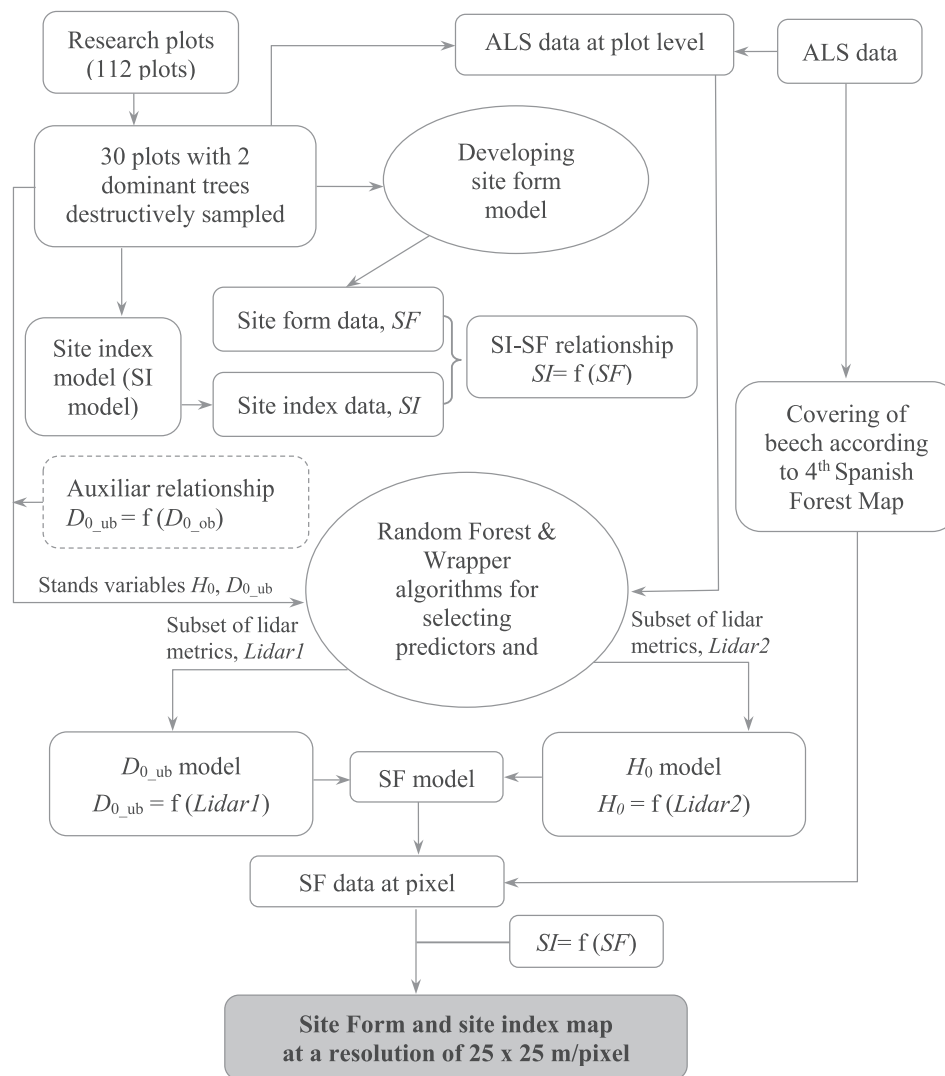 Research plots
(112 plots)
ALS data at plot level
ALS data
30 plots with 2
dominant trees
destructively sampled
Developing
site form
model
Site form data, SF
Site index
model (SI
model)
Site index data, SI
SI-SF relationship
SI= f (SF)
Covering of
beech according
to 4th Spanish
Forest Map
Auxiliar relationship
D0_ub = f (D0_ob)
Stands variables H0, D0_ub
Random Forest &
Wrapper
algorithms for
selecting
predictors and
Subset of lidar
metrics, Lidar1
Subset of lidar
metrics, Lidar2
D0_ub model
D0_ub = f (Lidar1)
SF model
H0 model
H0 = f (Lidar2)
SF data at pixel
SI= f (SF)
Site Form and site index map
at a resolution of 25 x 25 m/pixel